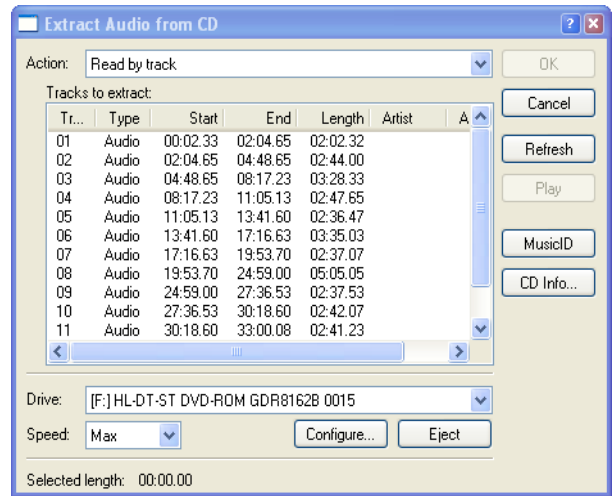 Extract Audio from CD
Action: Read by track OK
Tracks to extract: Cancel
Tr... Type Start End Length Artist A
01 Audio 00:02.33 02:04.65 02:02.32
02 Audio 02:04.65 04:48.65 02:44.00 Refresh
03 Audio 04:48.65 08:17.23 03:28.33
04 Audio 08:17.23 11:05.13 02:47.65 Play
05 Audio 11:05.13 13:41.60 02:36.47
06 Audio 13:41.60 17:16.63 03:35.03 MusicID
07 Audio 17:16.63 19:53.70 02:37.07
08 Audio 19:53.70 24:59.00 05:05.05 CD Info...
09 Audio 24:59.00 27:36.53 02:37.53
10 Audio 27:36.53 30:18.60 02:42.07
11 Audio 30:18.60 33:00.08 02:41.23
Drive: [F:] HL-DT-ST DVD-ROM GDR8162B 0015
Speed: Max Configure... Eject
Selected length: 00:00.00